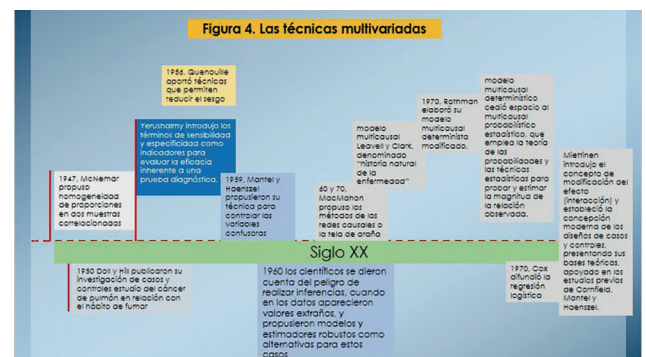 Figura 4. Las técnicas multivariadas
1956, Quenouille
aportó técnicas
que permiten
reducir el sesgo
Yerushalmy introdujo los
términos de sensibilidad
y especificidad como
indicadores para
evaluar la eficacia
inherente a una
prueba diagnóstica.
1947, McNemar
propuso
homogeneidad
de proporciones
en dos muestras
correlacionadas
1959, Mantel y
Haenszel
propusieron su
técnica para
controlar las
variables
confusoras
60 y 70,
MacMahon
propuso los
métodos de las
redes causales o
la tela de araña
modelo
multicausal
Leavell y Clark,
denominado
"historia natural
de la
enfermedad"
1970, Rothman
elaboró su
modelo
multicausal
determinista
modificado.
modelo
multicausal
determinístico
cedió espacio al
multicausal
probabilístico
estadístico, que
emplea la teoría
de las
probabilidades y
las técnicas
estadísticas para
probar y estimar
la magnitud de
la relación
observada.
Miettinen
introdujo el
concepto de
modificación del
efecto
(interacción) y
estableció la
concepción
moderna de los
diseños de casos
y controles,
presentando sus
bases teóricas,
apoyado en los
estudios previos
de Cornfield,
Mantel y
Haenszel.
Siglo XX
1950 Doll y Hill publicaron su
investigación de casos y
controles estudio del cáncer
de pulmón en relación con
el hábito de fumar
1960 los científicos se dieron
cuenta del peligro de
realizar inferencias, cuando
en los datos aparecieron
valores extraños, y
propusieron modelos y
estimadores robustos como
alternativas para estos
casos
1970, Cox
difundió la
regresión
logística